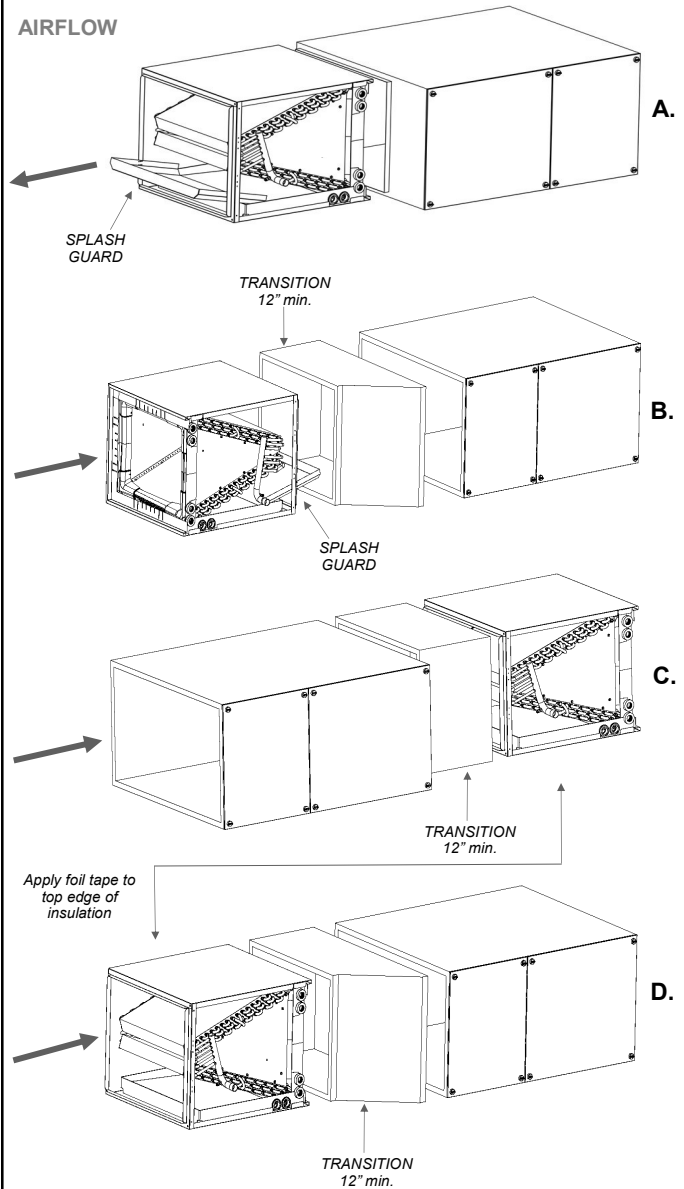 AIRFLOW
A.
SPLASH
GUARD
TRANSITION
12” min.
B.
SPLASH
GUARD
C.
TRANSITION
12” min.
Apply foil tape to
top edge of
insulation
D.
TRANSITION
12” min.